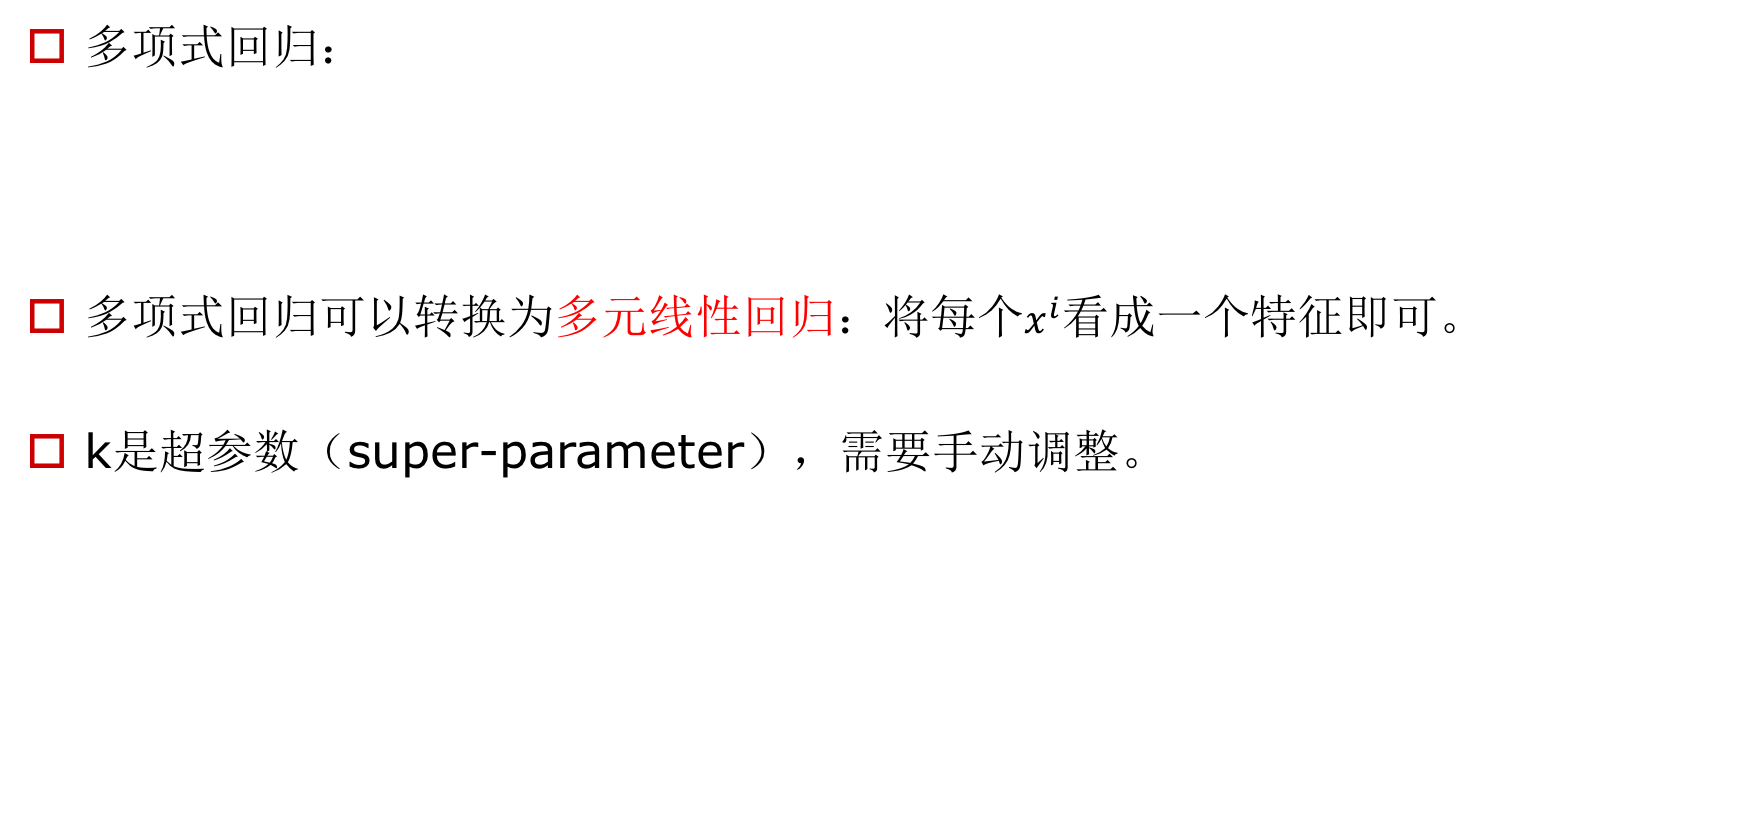 多项式回归：
多项式回归可以转换为多元线性回归：将每个xⁱ看成一个特征即可。
k是超参数（super-parameter），需要手动调整。